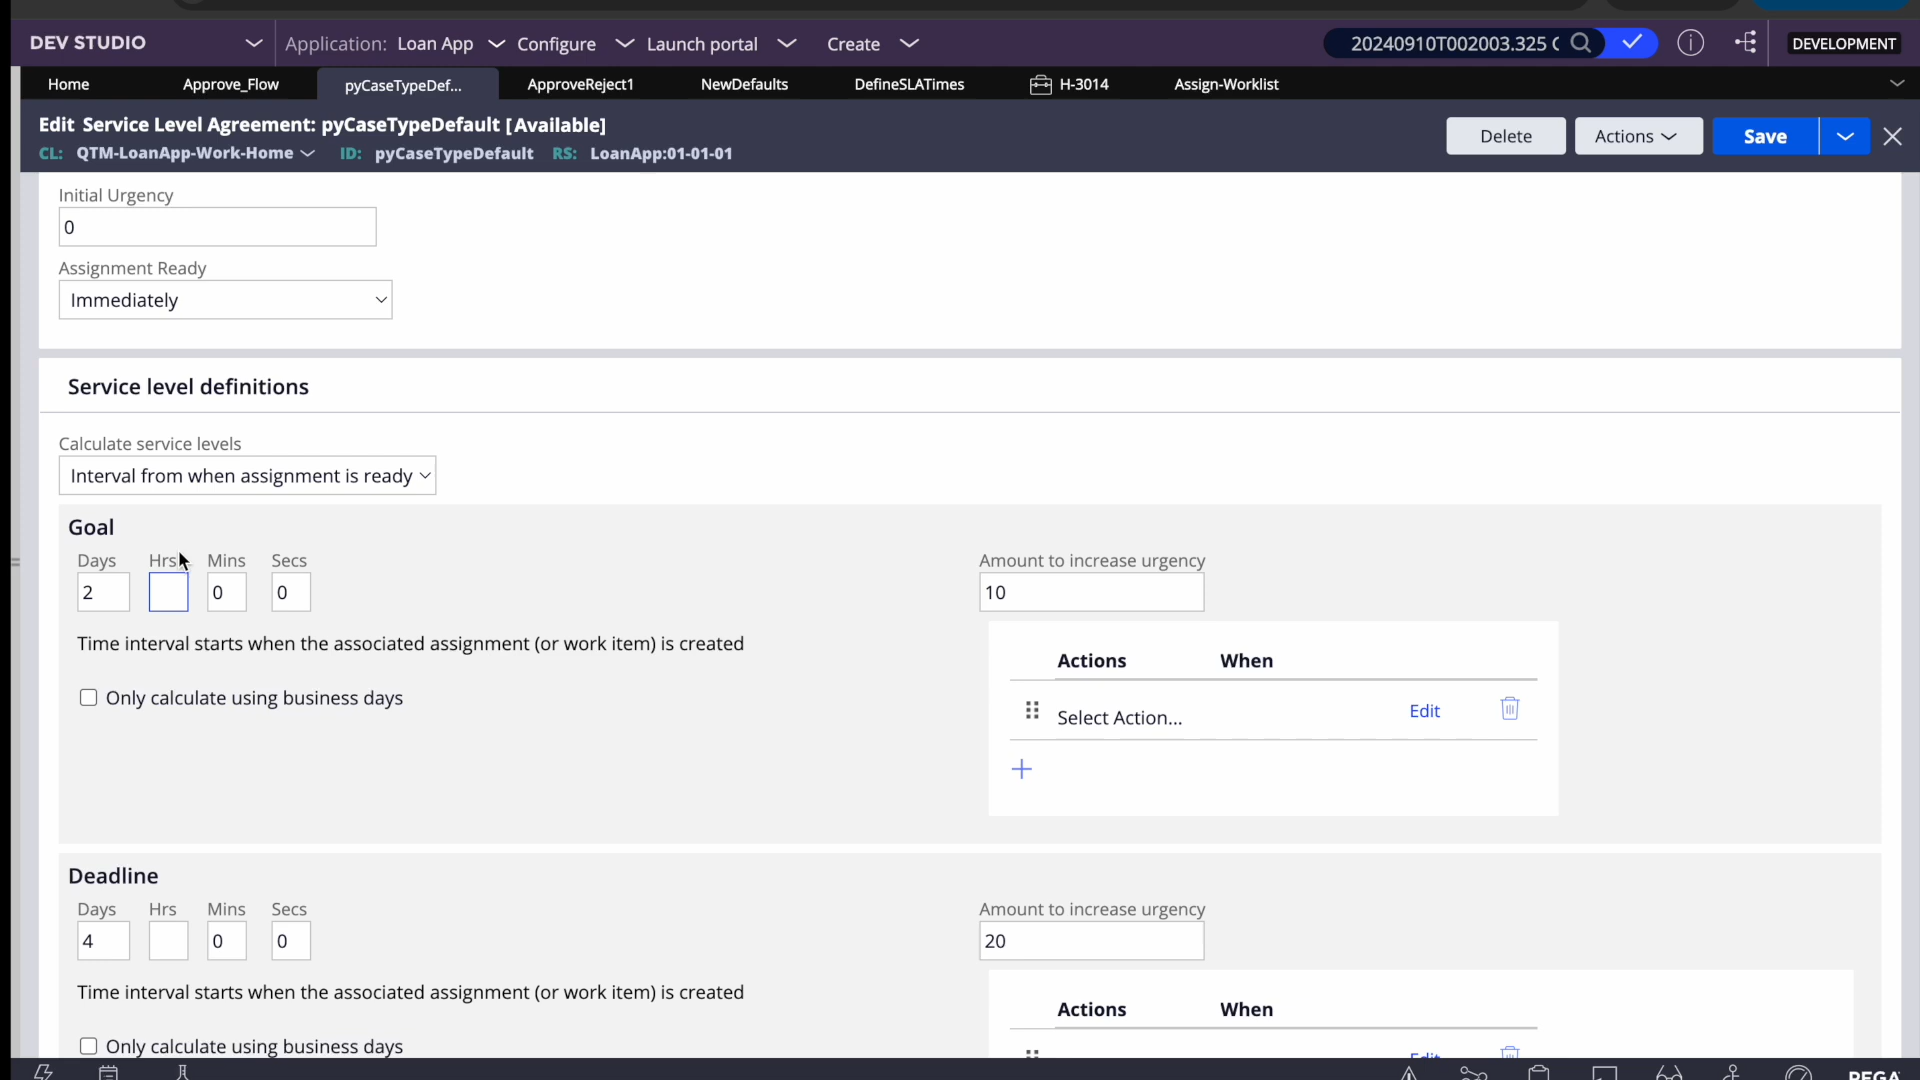 DEV STUDIO
Application: Loan App Configure Launch portal Create
20240910T002003.325 DEVELOPMENT
Home Approve_Flow pyCaseTypeDef... ApproveReject1 NewDefaults DefineSLATimes H-3014 Assign-Worklist
Edit Service Level Agreement: pyCaseTypeDefault [Available]
CL: QTM-LoanApp-Work-Home ID: pyCaseTypeDefault RS: LoanApp:01-01-01
Delete Actions Save
Initial Urgency
0
Assignment Ready
Immediately
Service level definitions
Calculate service levels
Interval from when assignment is ready
Goal
Days Hrs Mins Secs
2 0 0
Time interval starts when the associated assignment (or work item) is created
Only calculate using business days
Amount to increase urgency
10
Actions When
Select Action... Edit
Deadline
Days Hrs Mins Secs
4 0 0
Time interval starts when the associated assignment (or work item) is created
Only calculate using business days
Amount to increase urgency
20
Actions When
Edit
PEGA